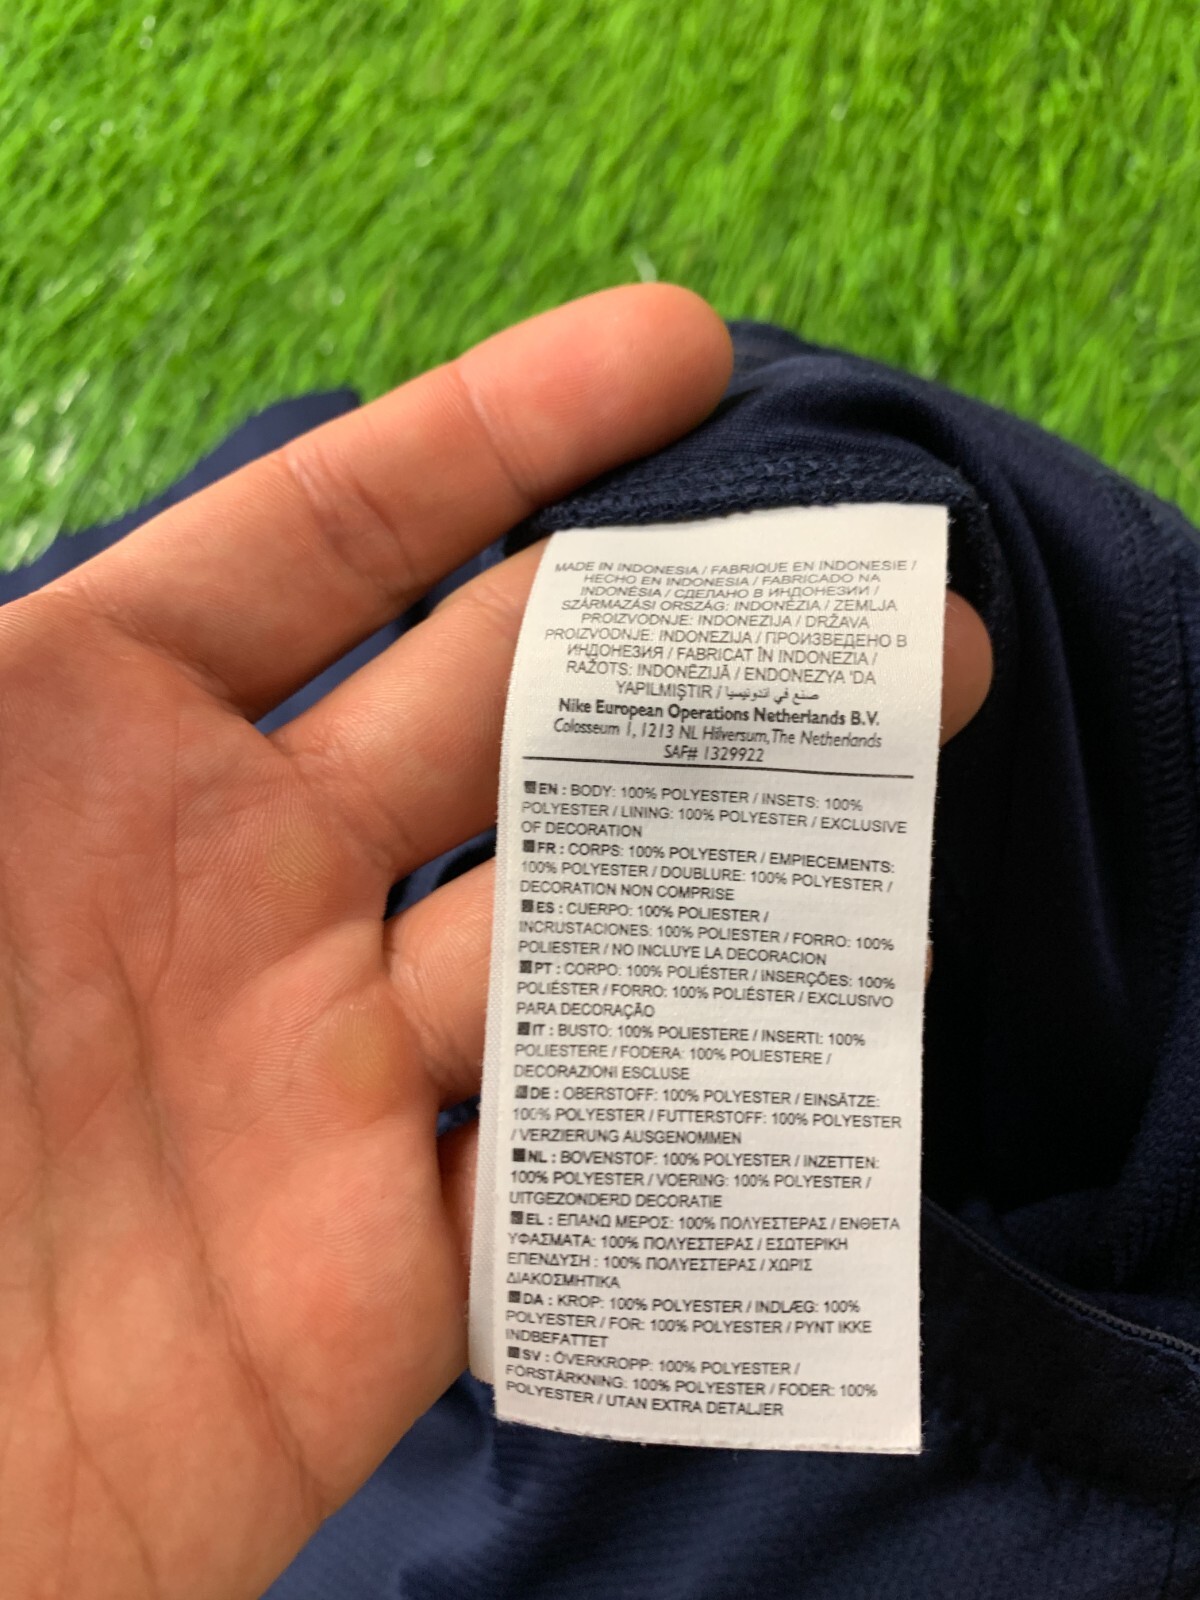 MADE IN INDONESIA / FABRIQUE EN INDONESIE /
HECHO EN INDONESIA / FABRICADO NA
INDONÉSIA / СДЕЛАНО В ИНДОНЕЗИИ /
SZÁRMAZÁSI ORSZÁG: INDONÉZIA / ZEMLJA
PROIZVODNJE: INDONEZIJA / DRŽAVA
PROIZVODNJE: INDONEZIJA / ПРОИЗВЕДЕНО В
ИНДОНЕЗИЯ / FABRICAT ÎN INDONEZIA /
RAŽOTS: INDONĒZIJĀ / ENDONEZYA 'DA
YAPILMIŞTIR / صنع في اندونيسيا
Nike European Operations Netherlands B.V.
Colosseum 1, 1213 NL Hilversum, The Netherlands
SAF# 1329922
EN : BODY: 100% POLYESTER / INSETS: 100%
POLYESTER / LINING: 100% POLYESTER / EXCLUSIVE
OF DECORATION
FR : CORPS: 100% POLYESTER / EMPIECEMENTS:
100% POLYESTER / DOUBLURE: 100% POLYESTER /
DECORATION NON COMPRISE
ES : CUERPO: 100% POLIESTER /
INCRUSTACIONES: 100% POLIESTER / FORRO: 100%
POLIESTER / NO INCLUYE LA DECORACION
PT : CORPO: 100% POLIÉSTER / INSERÇÕES: 100%
POLIÉSTER / FORRO: 100% POLIÉSTER / EXCLUSIVO
PARA DECORAÇÃO
IT : BUSTO: 100% POLIESTERE / INSERTI: 100%
POLIESTERE / FODERA: 100% POLIESTERE /
DECORAZIONI ESCLUSE
DE : OBERSTOFF: 100% POLYESTER / EINSÄTZE:
100% POLYESTER / FUTTERSTOFF: 100% POLYESTER
/ VERZIERUNG AUSGENOMMEN
NL : BOVENSTOF: 100% POLYESTER / INZETTEN:
100% POLYESTER / VOERING: 100% POLYESTER /
UITGEZONDERD DECORATIE
EL : ΕΠΑΝΩ ΜΕΡΟΣ: 100% ΠΟΛΥΕΣΤΕΡΑΣ / ΕΝΘΕΤΑ
ΥΦΑΣΜΑΤΑ: 100% ΠΟΛΥΕΣΤΕΡΑΣ / ΕΣΩΤΕΡΙΚΗ
ΕΠΕΝΔΥΣΗ : 100% ΠΟΛΥΕΣΤΕΡΑΣ / ΧΩΡΙΣ
ΔΙΑΚΟΣΜΗΤΙΚΑ
DA : KROP: 100% POLYESTER / INDLÆG: 100%
POLYESTER / FOR: 100% POLYESTER / PYNT IKKE
INDBEFATTET
SV : ÖVERKROPP: 100% POLYESTER /
FÖRSTÄRKNING: 100% POLYESTER / FODER: 100%
POLYESTER / UTAN EXTRA DETALJER